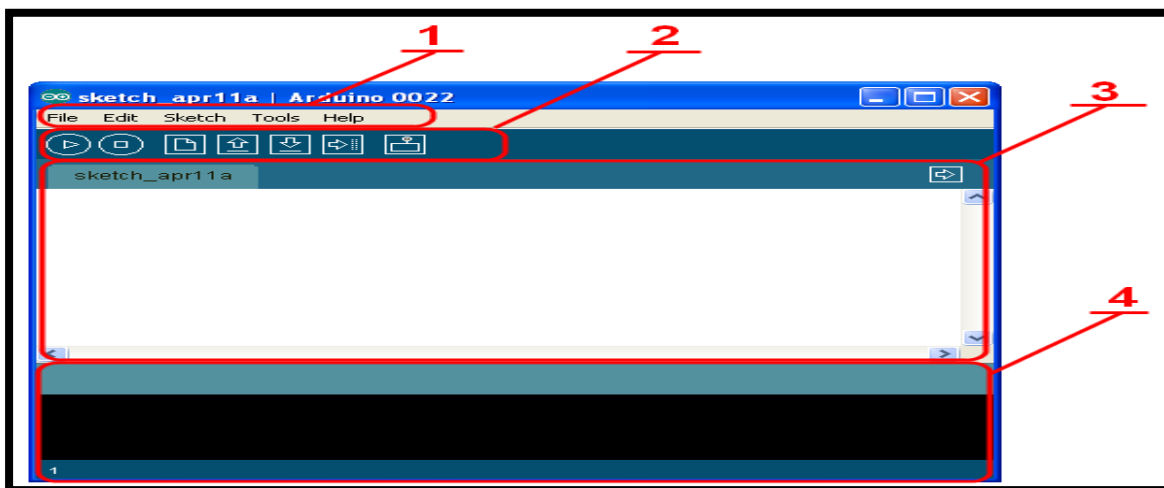 1 2
sketch_apr11a | Arduino 0022
3
File Edit Sketch Tools Help
sketch_apr11a
4
1